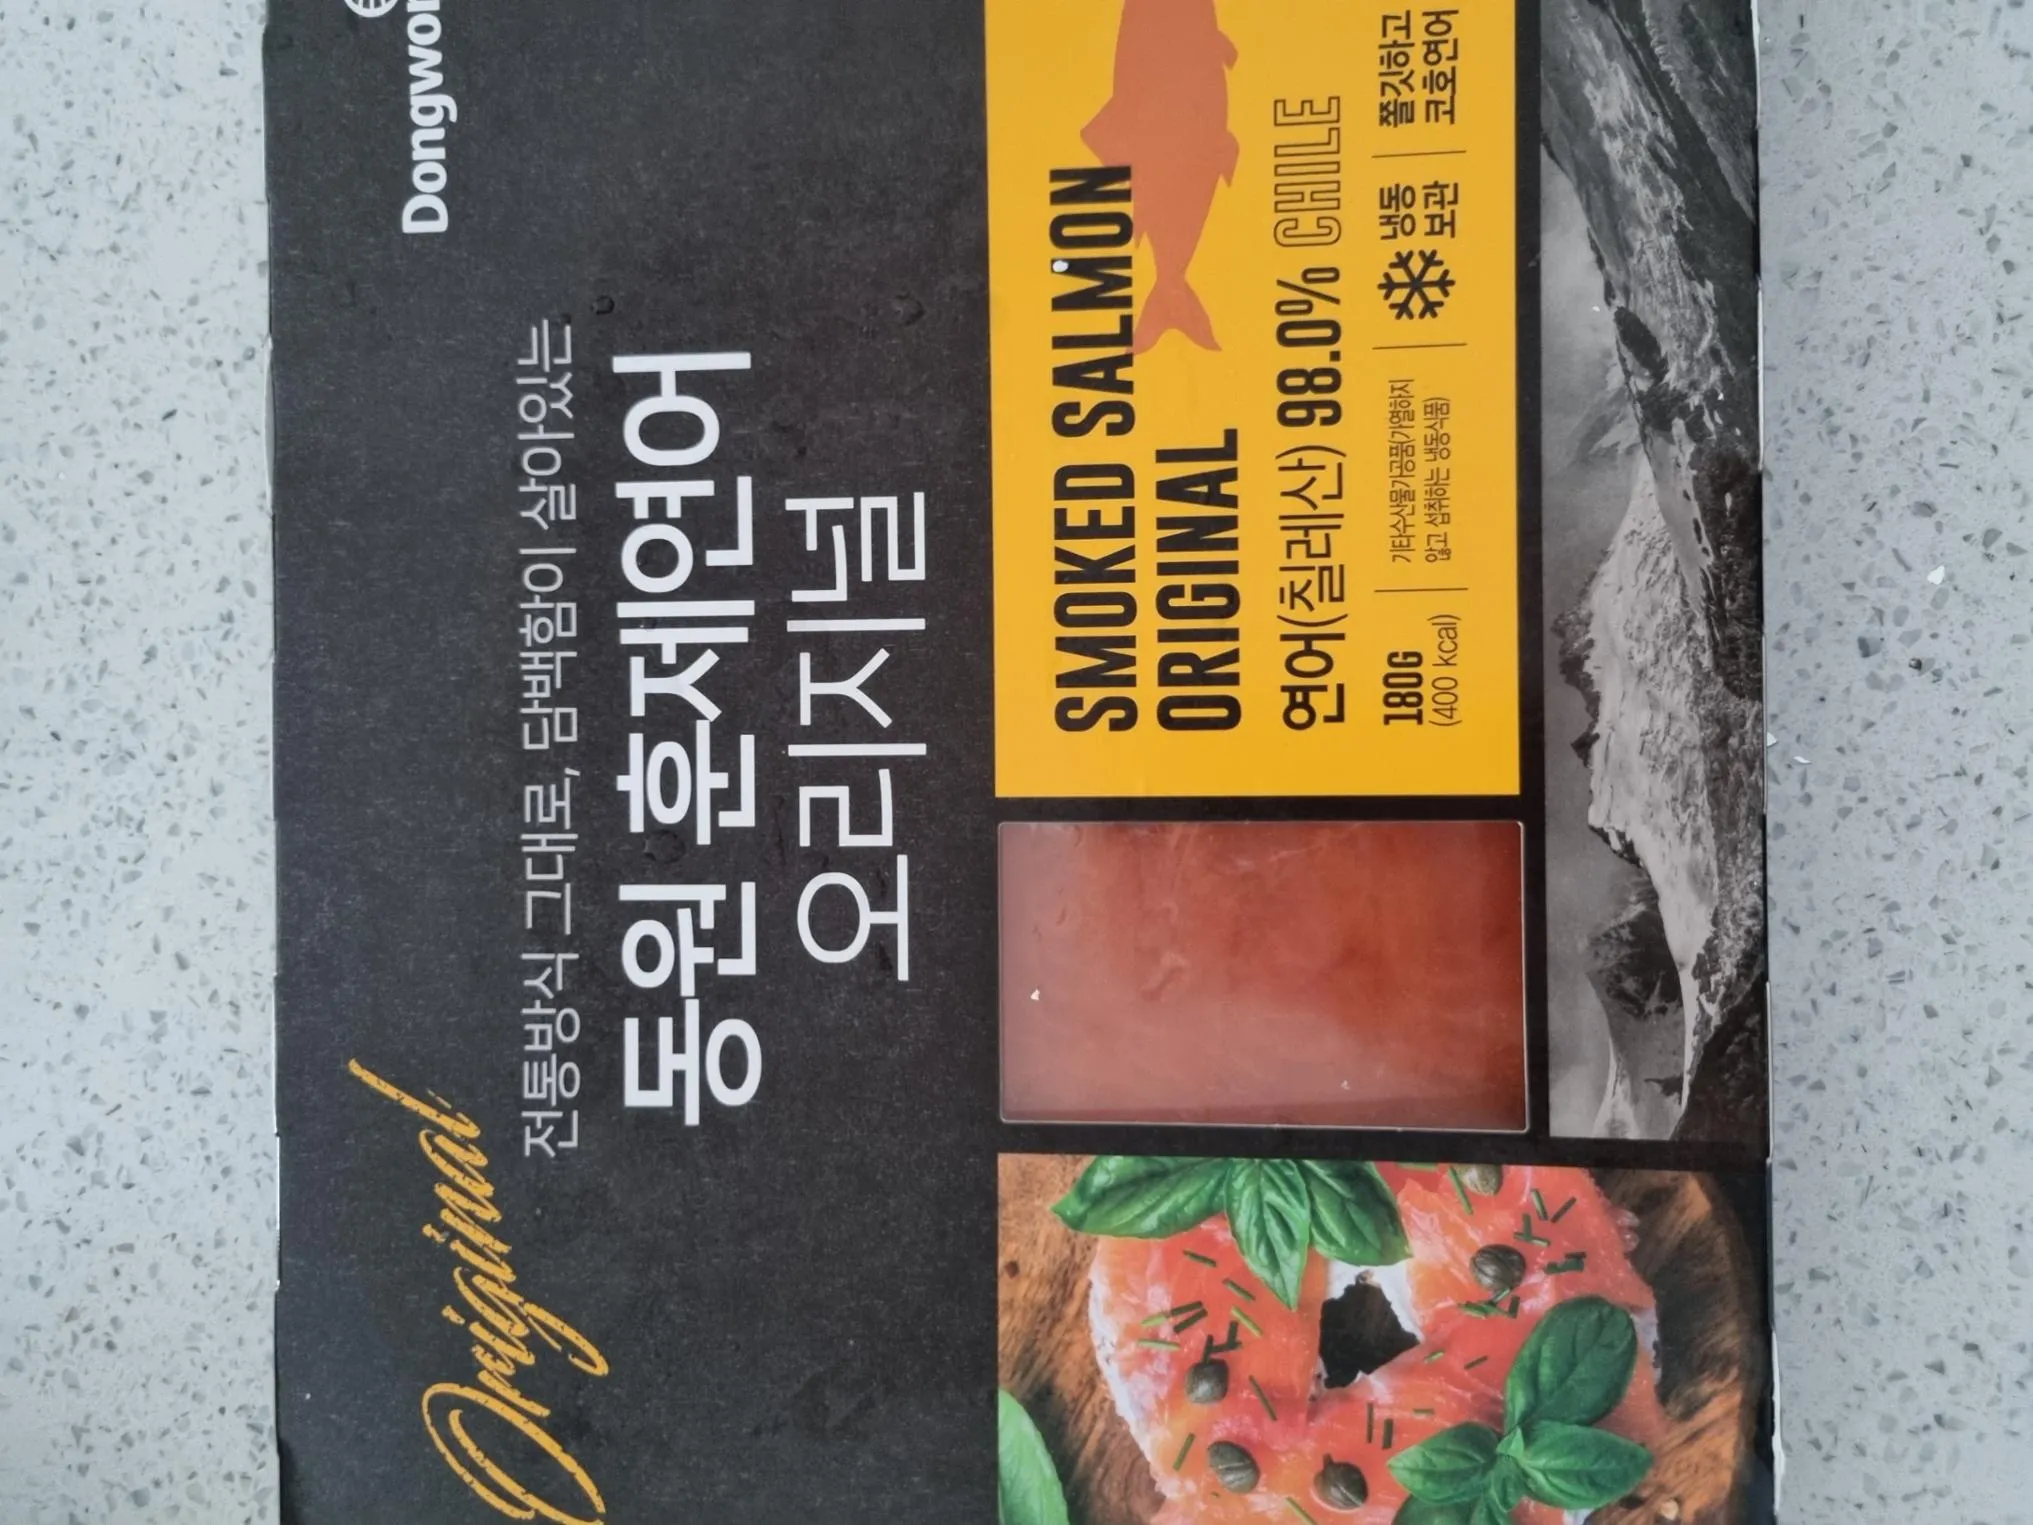 Dongwon
Original
전통방식 그대로, 담백함이 살아있는
동원 훈제연어
오리지널
SMOKED SALMON
ORIGINAL
연어(칠레산) 98.0% CHILE
180G
(400 kcal)
기타수산물가공품(가열하지
않고 섭취하는 냉동식품)
냉동
보관
쫄깃하고
코호연어